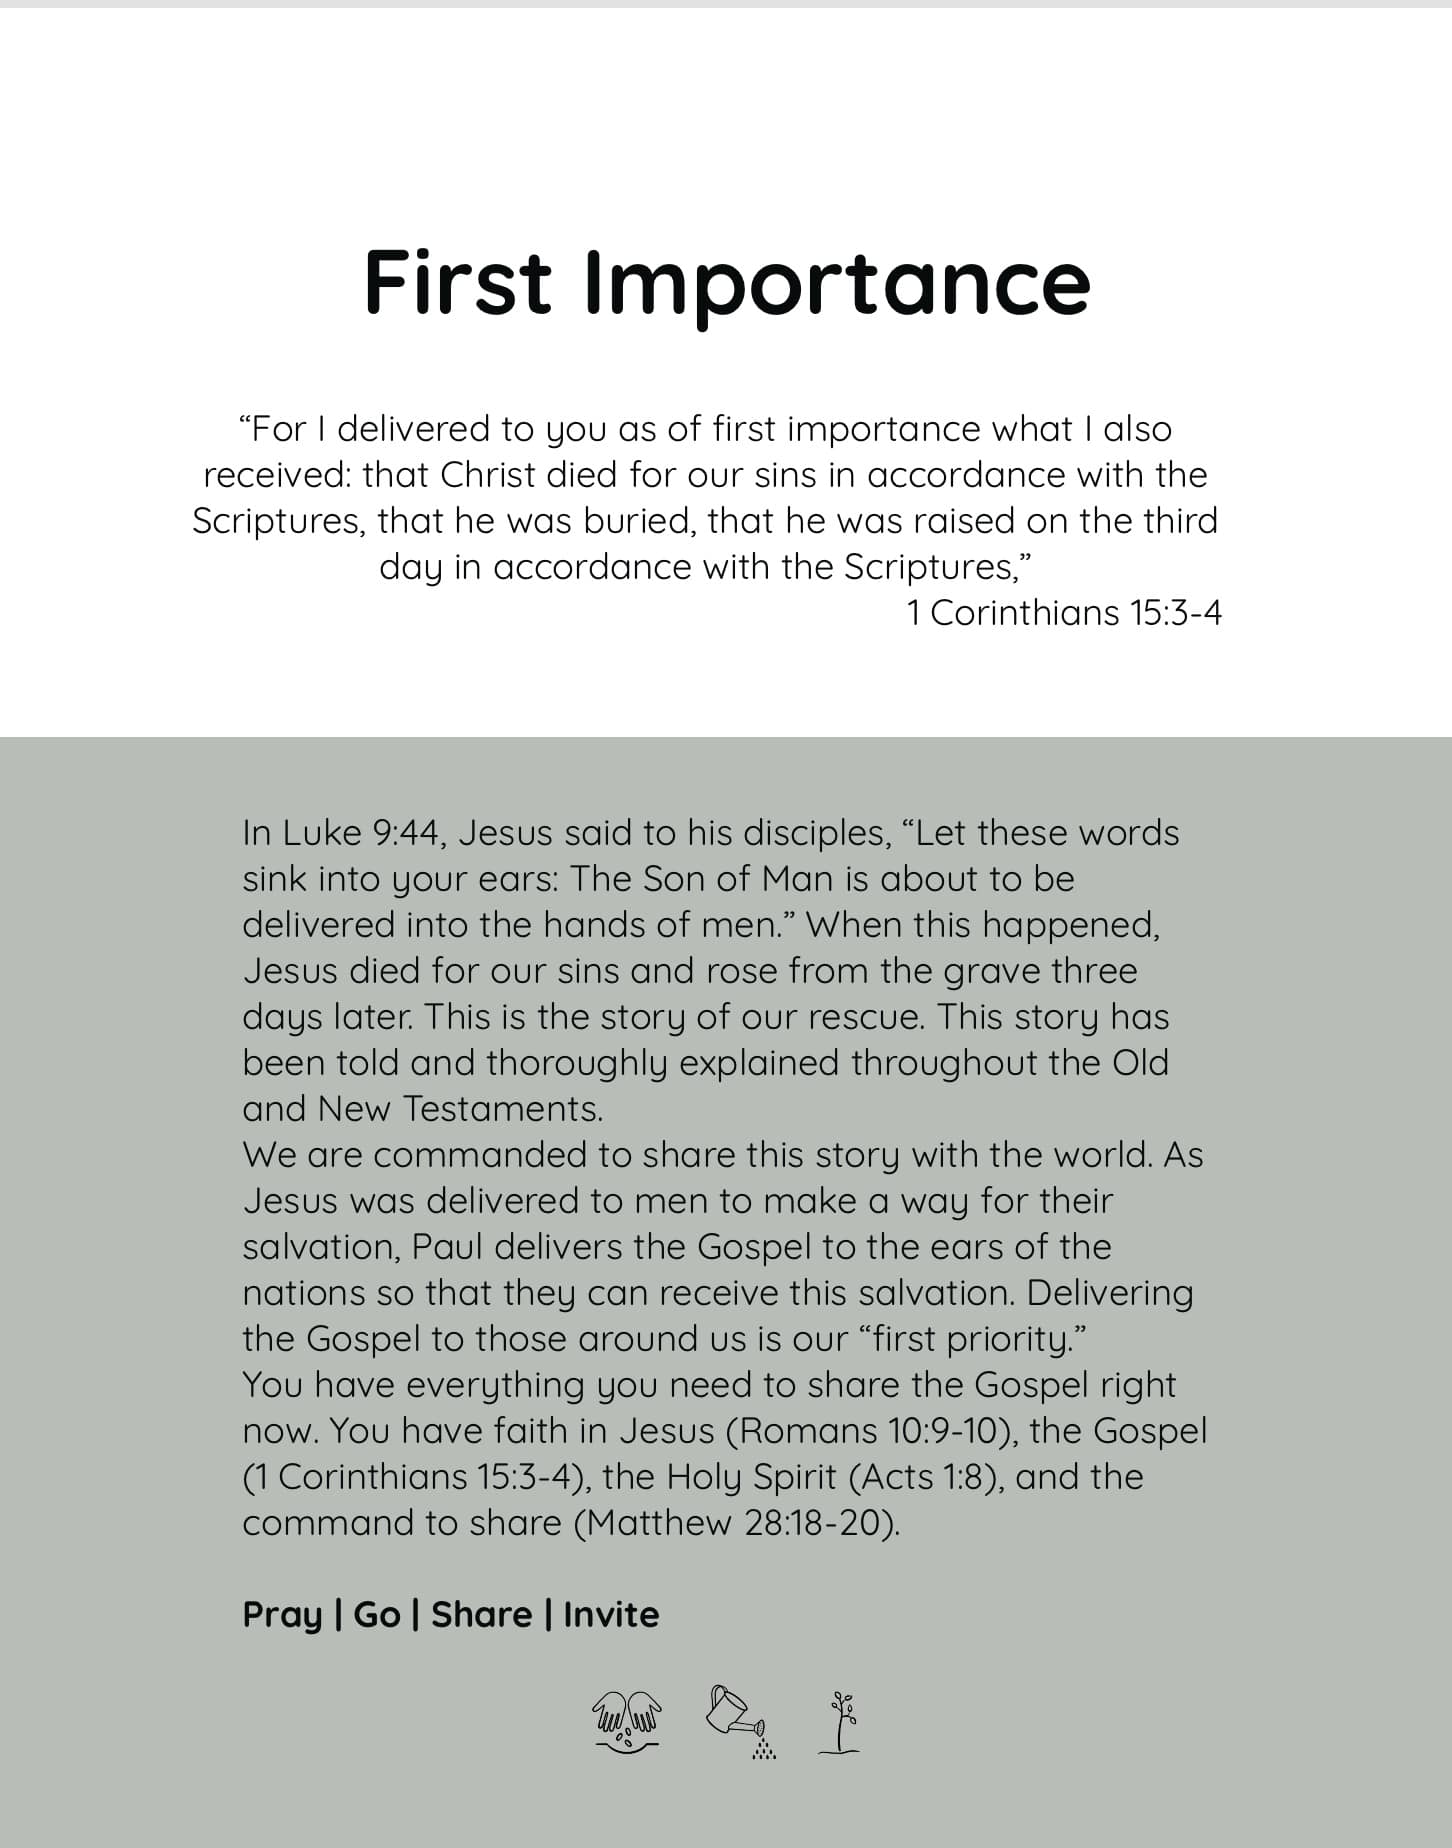 First Importance
“For I delivered to you as of first importance what I also
received: that Christ died for our sins in accordance with the
Scriptures, that he was buried, that he was raised on the third
day in accordance with the Scriptures,”
1 Corinthians 15:3-4
In Luke 9:44, Jesus said to his disciples, “Let these words
sink into your ears: The Son of Man is about to be
delivered into the hands of men.” When this happened,
Jesus died for our sins and rose from the grave three
days later. This is the story of our rescue. This story has
been told and thoroughly explained throughout the Old
and New Testaments.
We are commanded to share this story with the world. As
Jesus was delivered to men to make a way for their
salvation, Paul delivers the Gospel to the ears of the
nations so that they can receive this salvation. Delivering
the Gospel to those around us is our “first priority.”
You have everything you need to share the Gospel right
now. You have faith in Jesus (Romans 10:9-10), the Gospel
(1 Corinthians 15:3-4), the Holy Spirit (Acts 1:8), and the
command to share (Matthew 28:18-20).
Pray | Go | Share | Invite